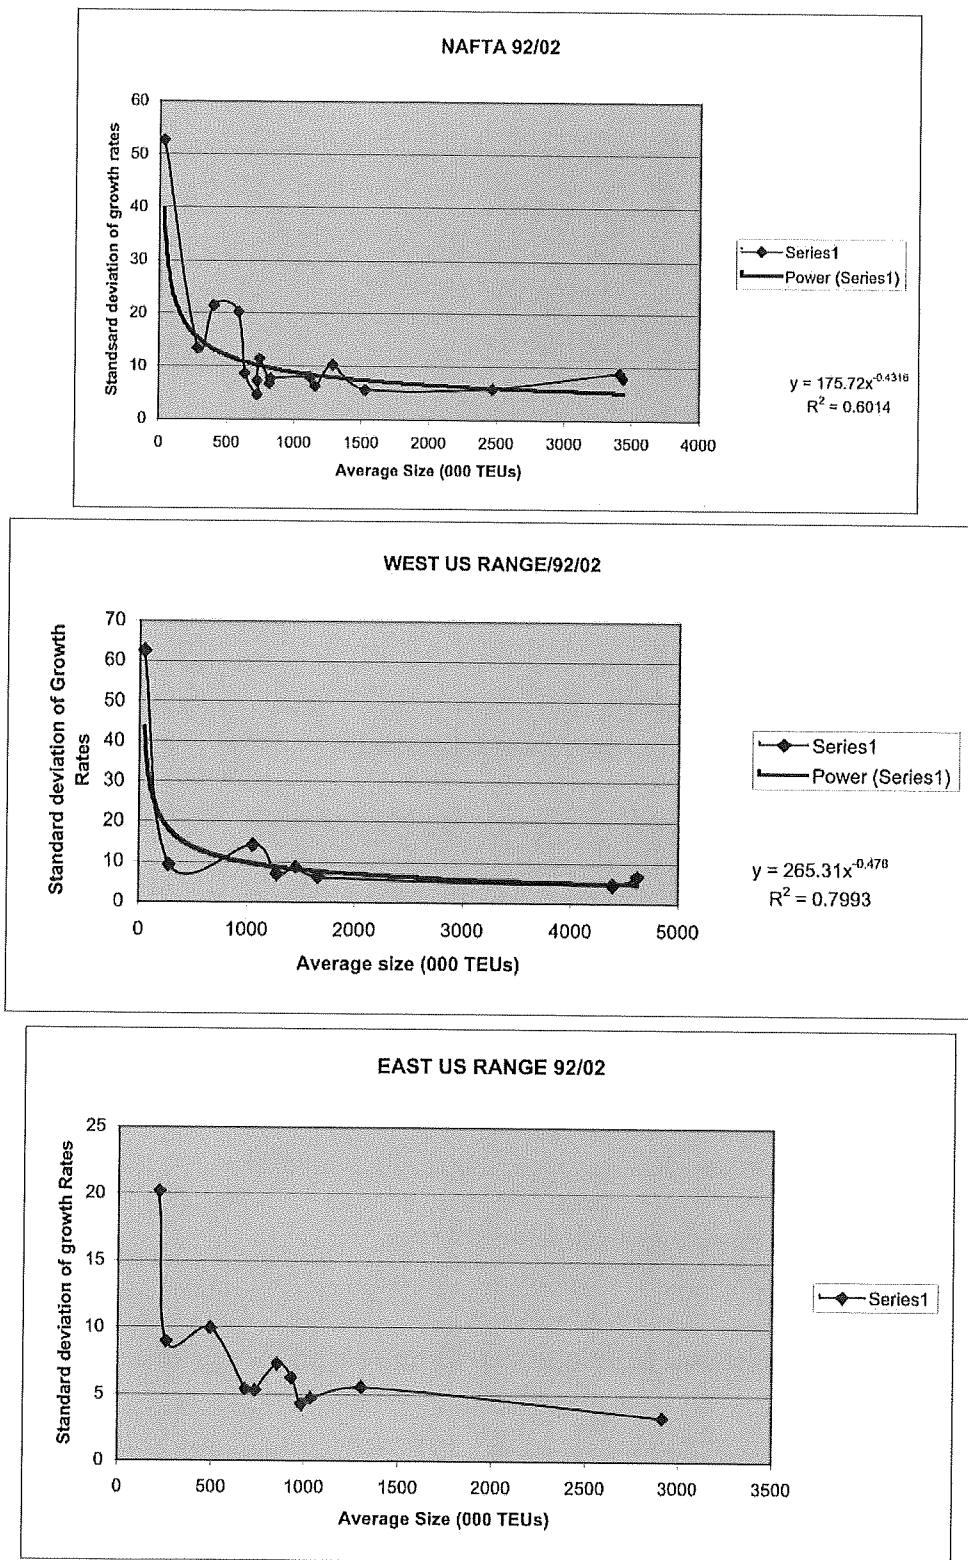 NAFTA 92/02
60
50
40
30
20
10
0
Standsard deviation of growth rates
0 500 1000 1500 2000 2500 3000 3500 4000
Average Size (000 TEUs)
Series1
Power (Series1)
y = 175.72x^-0.4316
R² = 0.6014
WEST US RANGE/92/02
70
60
50
40
30
20
10
0
Standard deviation of Growth
Rates
0 1000 2000 3000 4000 5000
Average size (000 TEUs)
Series1
Power (Series1)
y = 265.31x^-0.476
R² = 0.7993
EAST US RANGE 92/02
25
20
15
10
5
0
Standard deviation of growth Rates
0 500 1000 1500 2000 2500 3000 3500
Average Size (000 TEUs)
Series1